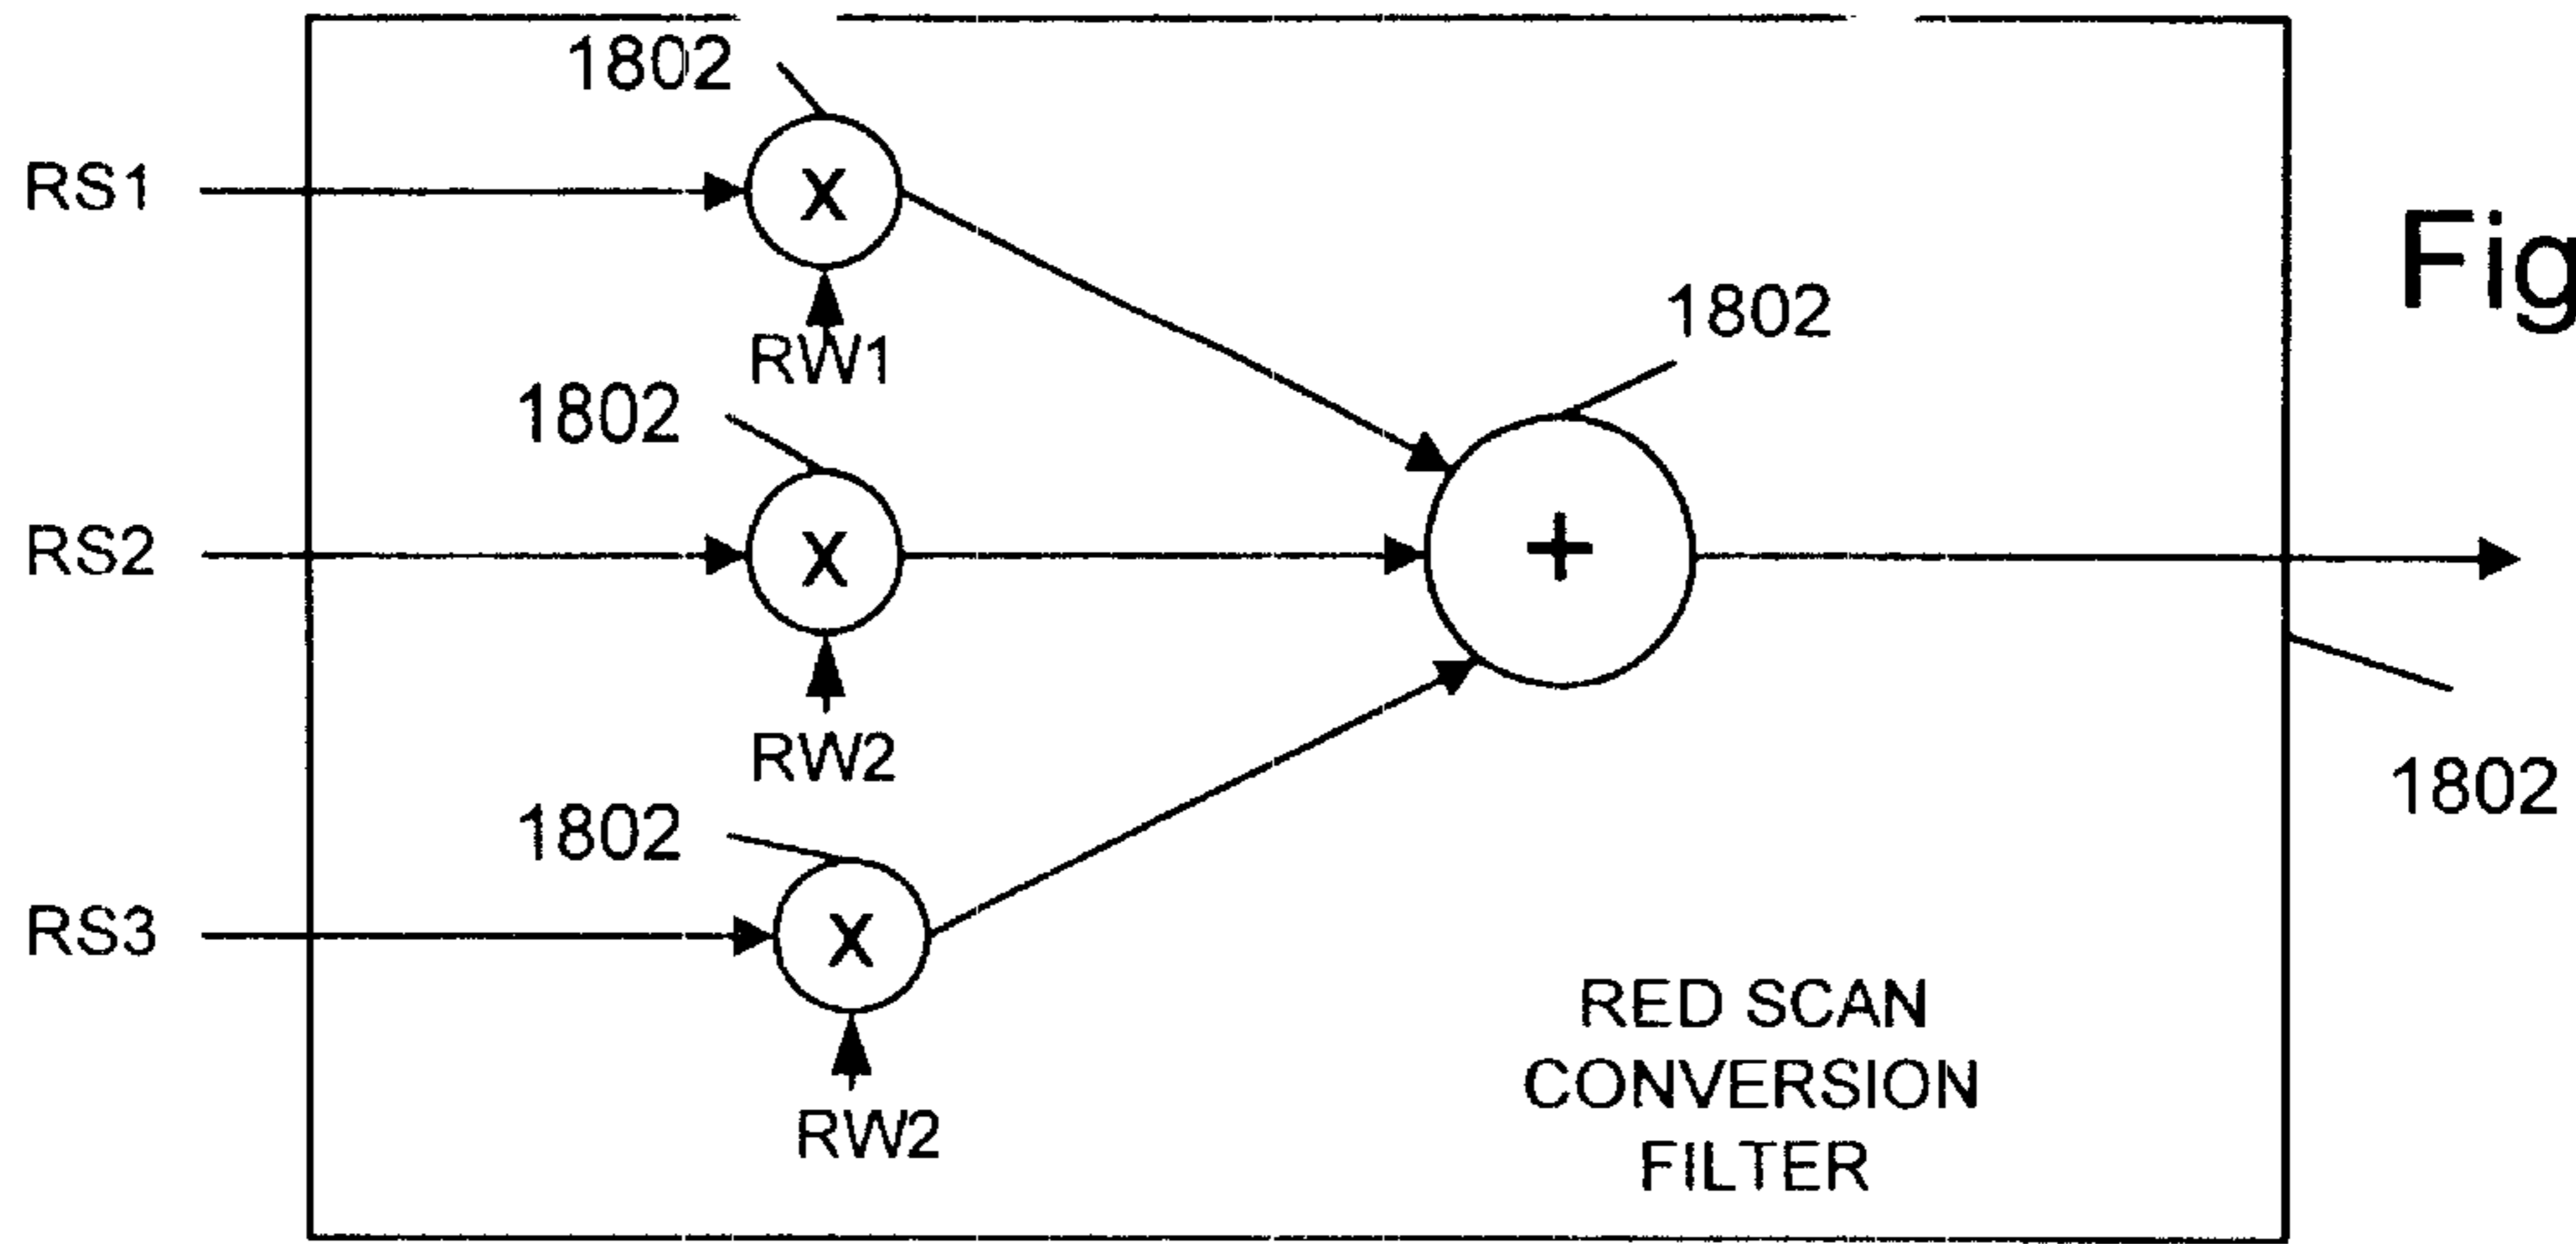 1802
RS1
X
RW1
Fig
1802
1802
RS2
X
+
RW2
1802
1802
RS3
X
RW2
RED SCAN
CONVERSION
FILTER